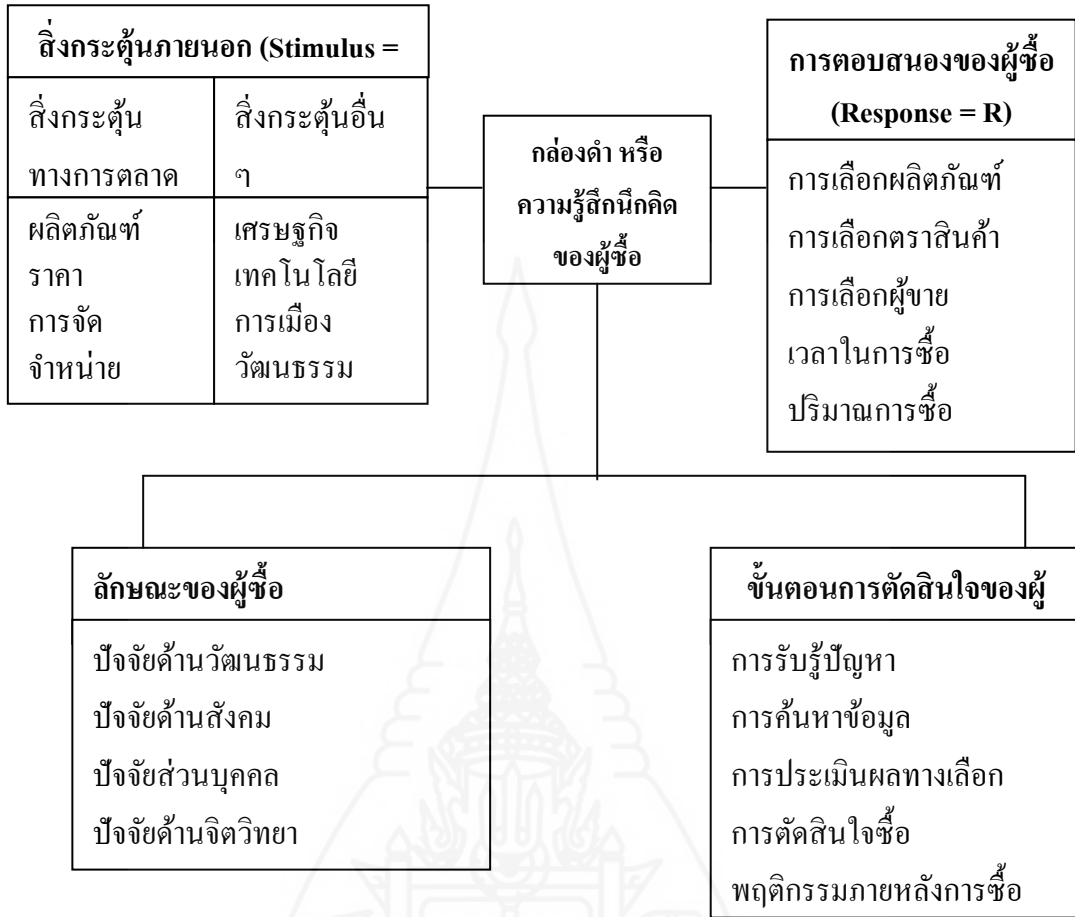 สิ่งกระตุ้นภายนอก (Stimulus =
สิ่งกระตุ้น
ทางการตลาด
สิ่งกระตุ้นอื่น
ๆ
ผลิตภัณฑ์
ราคา
การจัด
จำหน่าย
เศรษฐกิจ
เทคโนโลยี
การเมือง
วัฒนธรรม
กล่องดำ หรือ
ความรู้สึกนึกคิด
ของผู้ซื้อ
การตอบสนองของผู้ซื้อ
(Response = R)
การเลือกผลิตภัณฑ์
การเลือกตราสินค้า
การเลือกผู้ขาย
เวลาในการซื้อ
ปริมาณการซื้อ
ลักษณะของผู้ซื้อ
ปัจจัยด้านวัฒนธรรม
ปัจจัยด้านสังคม
ปัจจัยส่วนบุคคล
ปัจจัยด้านจิตวิทยา
ขั้นตอนการตัดสินใจของผู้
การรับรู้ปัญหา
การค้นหาข้อมูล
การประเมินผลทางเลือก
การตัดสินใจซื้อ
พฤติกรรมภายหลังการซื้อ